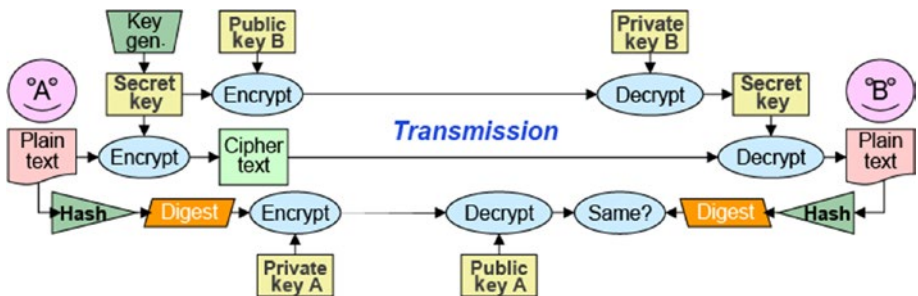 Key
gen.
Public
key B
Private
key B
"A"
Secret
key
Encrypt
Decrypt
Secret
key
"B"
Transmission
Plain
text
Encrypt
Cipher
text
Decrypt
Plain
text
Hash
Digest
Encrypt
Decrypt
Same?
Digest
Hash
Private
key A
Public
key A